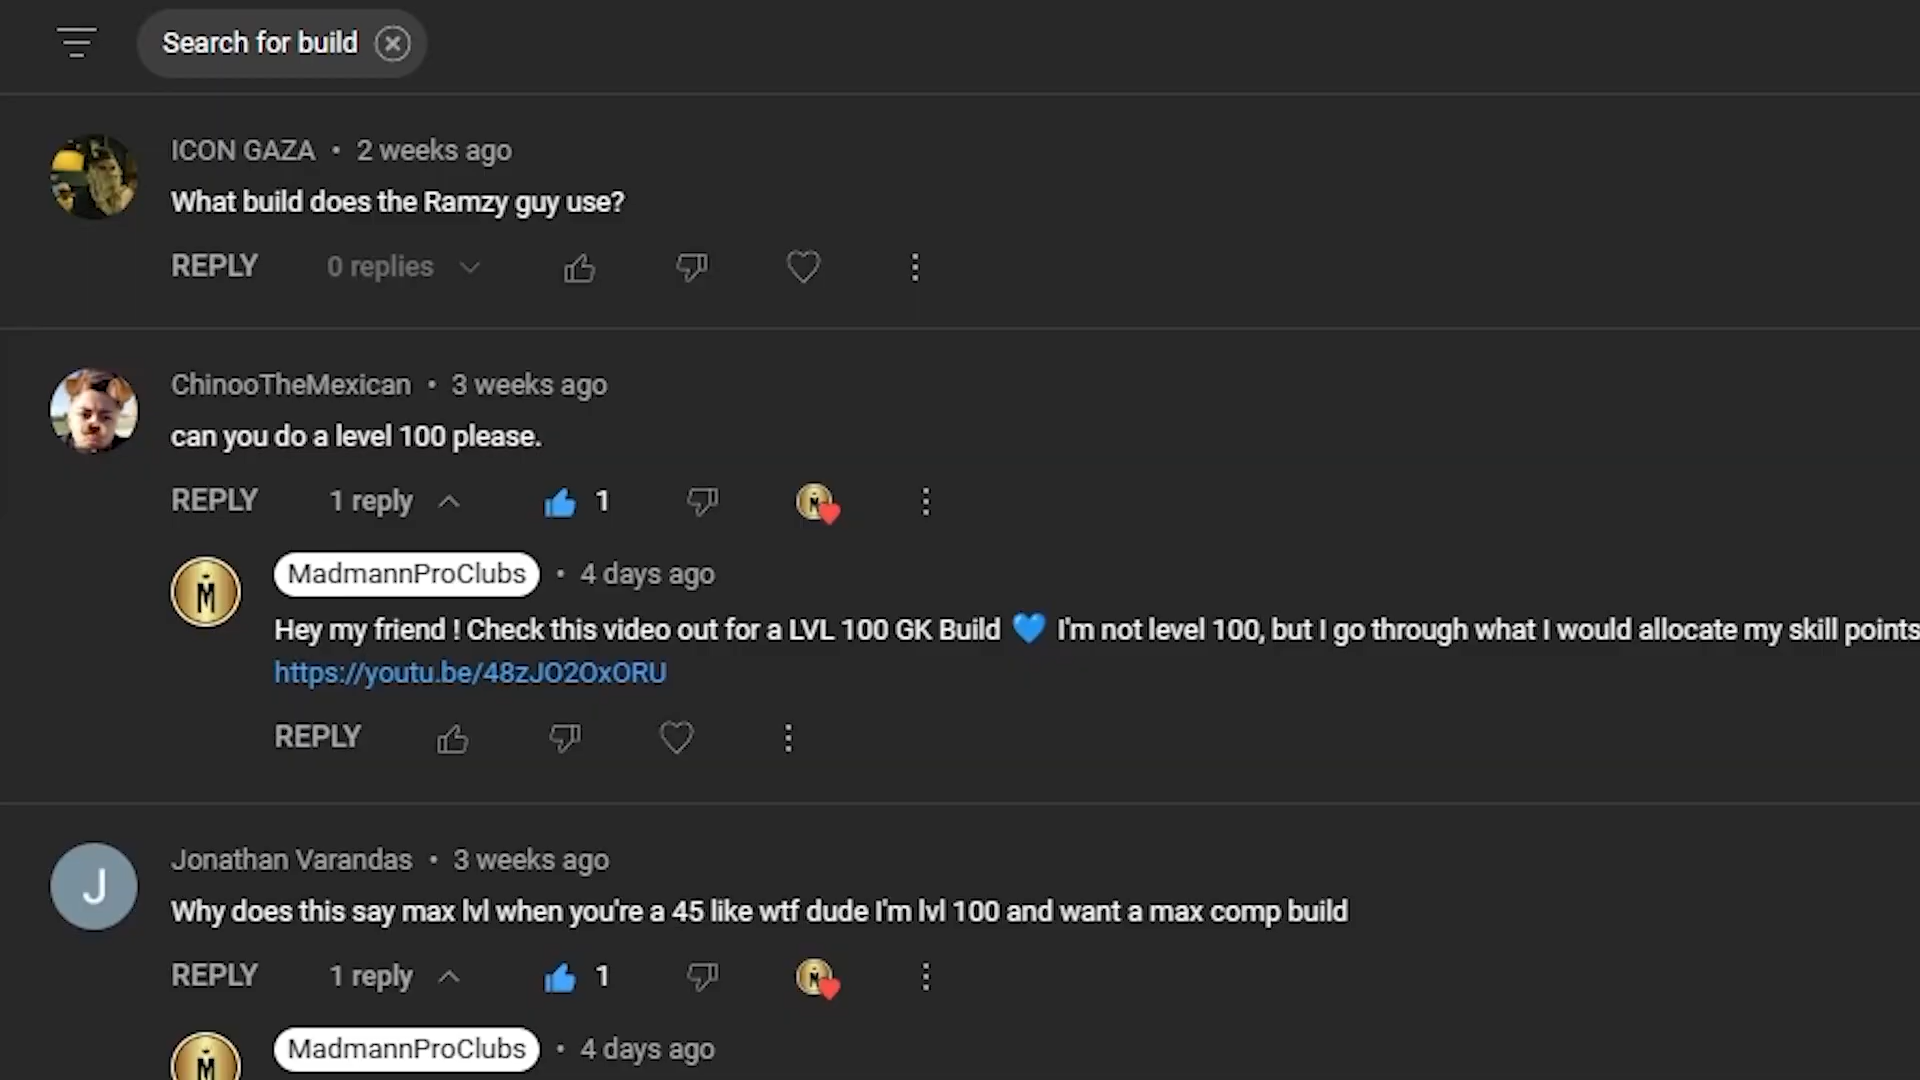 Search for build
ICON GAZA • 2 weeks ago
What build does the Ramzy guy use?
REPLY 0 replies
ChinooTheMexican • 3 weeks ago
can you do a level 100 please.
REPLY 1 reply 1
MadmannProClubs • 4 days ago
Hey my friend ! Check this video out for a LVL 100 GK Build 💙 I'm not level 100, but I go through what I would allocate my skill points
https://youtu.be/48zJO2OxORU
REPLY
J
Jonathan Varandas • 3 weeks ago
Why does this say max lvl when you're a 45 like wtf dude I'm lvl 100 and want a max comp build
REPLY 1 reply 1
MadmannProClubs • 4 days ago
M